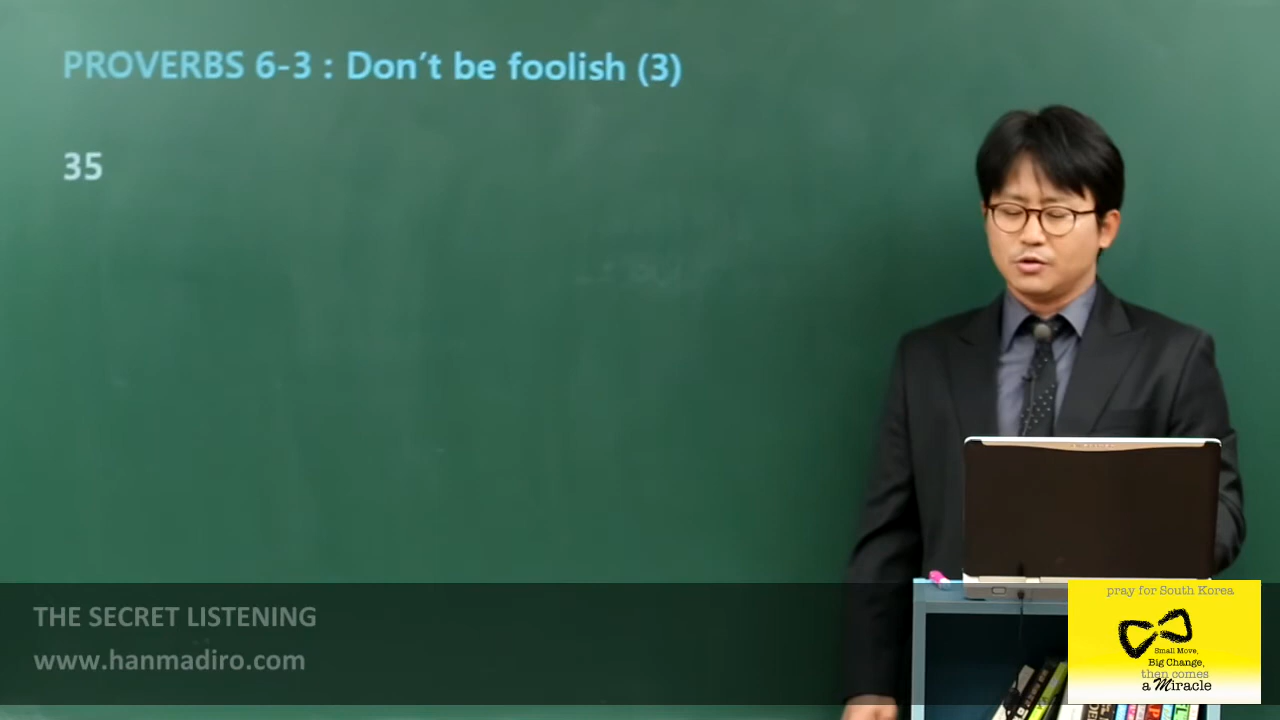 PROVERBS 6-3 : Don't be foolish (3)
35
THE SECRET LISTENING
www.hanmadiro.com
pray for South Korea
Small Move,
Big Change,
then comes
a Miracle